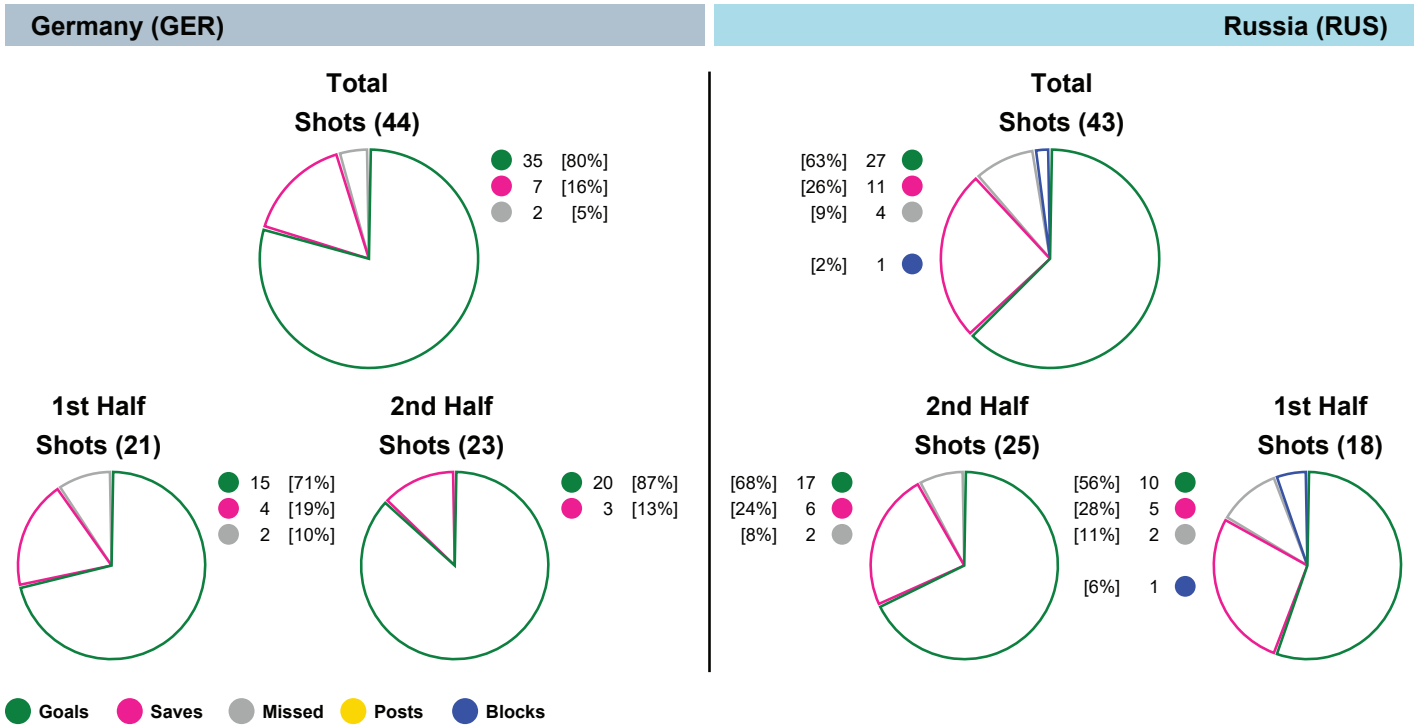 Germany (GER)
Russia (RUS)
Total
Shots (44)
35 [80%]
7 [16%]
2 [5%]
Total
Shots (43)
[63%] 27
[26%] 11
[9%] 4
[2%] 1
1st Half
Shots (21)
15 [71%]
4 [19%]
2 [10%]
2nd Half
Shots (23)
20 [87%]
3 [13%]
2nd Half
Shots (25)
[68%] 17
[24%] 6
[8%] 2
1st Half
Shots (18)
[56%] 10
[28%] 5
[11%] 2
[6%] 1
Goals Saves Missed Posts Blocks